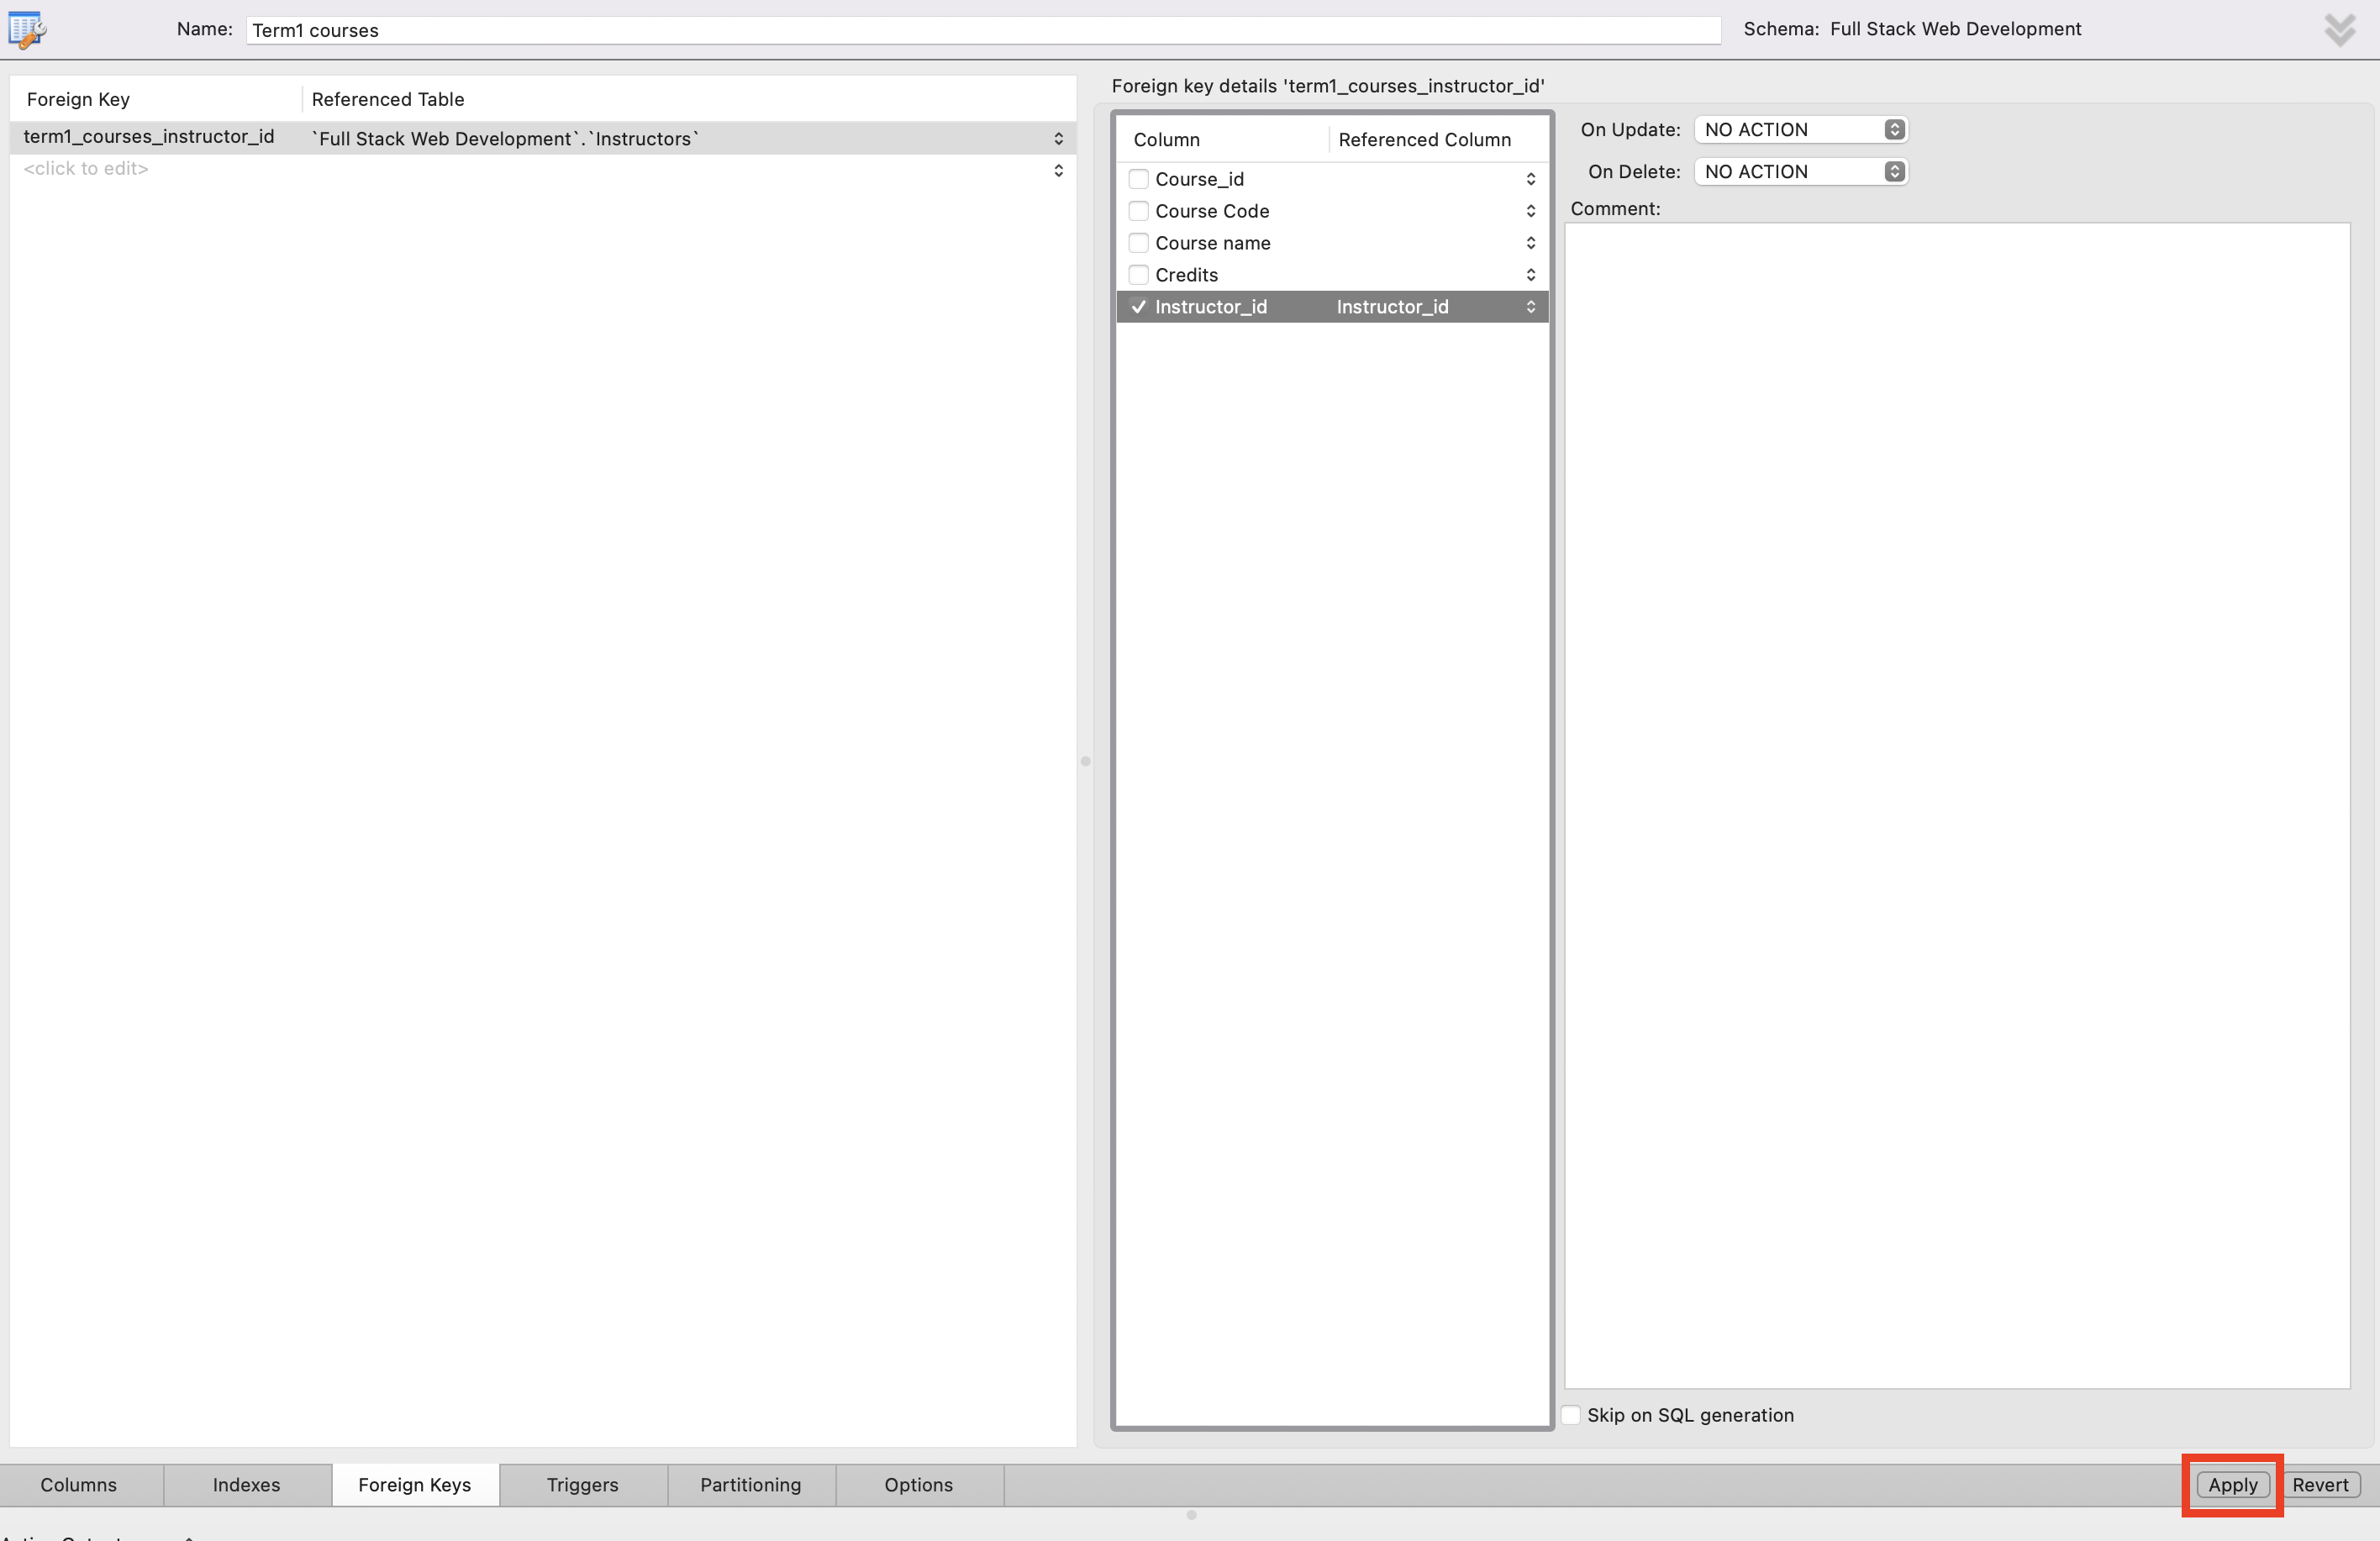 Name: Term1 courses Schema: Full Stack Web Development
Foreign Key Referenced Table
term1_courses_instructor_id `Full Stack Web Development`.`Instructors`
<click to edit>
Foreign key details 'term1_courses_instructor_id'
Column Referenced Column
Course_id
Course Code
Course name
Credits
Instructor_id Instructor_id
On Update: NO ACTION
On Delete: NO ACTION
Comment:
Skip on SQL generation
Columns Indexes Foreign Keys Triggers Partitioning Options Apply Revert